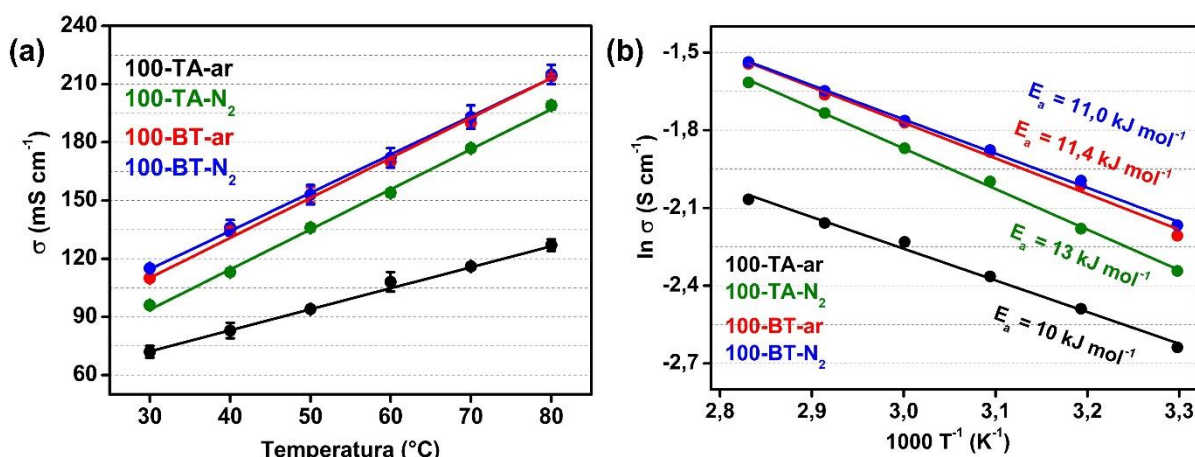 (a)
240
210
180
150
120
90
60
σ (mS cm⁻¹)
100-TA-ar
100-TA-N₂
100-BT-ar
100-BT-N₂
30 40 50 60 70 80
Temperatura (°C)
(b)
-1,5
-1,8
-2,1
-2,4
-2,7
ln σ (S cm⁻¹)
Eₐ = 11,0 kJ mol⁻¹
Eₐ = 11,4 kJ mol⁻¹
Eₐ = 13 kJ mol⁻¹
Eₐ = 10 kJ mol⁻¹
100-TA-ar
100-TA-N₂
100-BT-ar
100-BT-N₂
2,8 2,9 3,0 3,1 3,2 3,3
1000 T⁻¹ (K⁻¹)